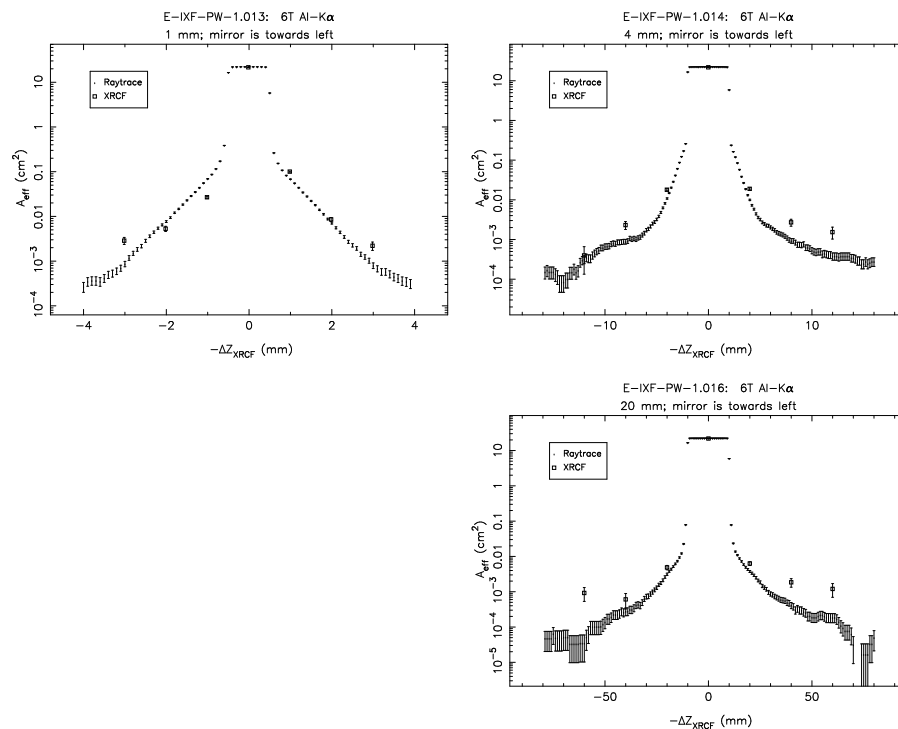 E-IXF-PW-1.013: 6T Al-Kα
1 mm; mirror is towards left
Raytrace
XRCF
A_eff (cm²)
10
1
0.1
0.01
10⁻³
10⁻⁴
−4 −2 0 2 4
−ΔZ_XRCF (mm)
E-IXF-PW-1.014: 6T Al-Kα
4 mm; mirror is towards left
Raytrace
XRCF
A_eff (cm²)
10
1
0.1
0.01
10⁻³
10⁻⁴
−10 0 10
−ΔZ_XRCF (mm)
E-IXF-PW-1.016: 6T Al-Kα
20 mm; mirror is towards left
Raytrace
XRCF
A_eff (cm²)
10
1
0.1
0.01
10⁻³
10⁻⁴
10⁻⁵
−50 0 50
−ΔZ_XRCF (mm)